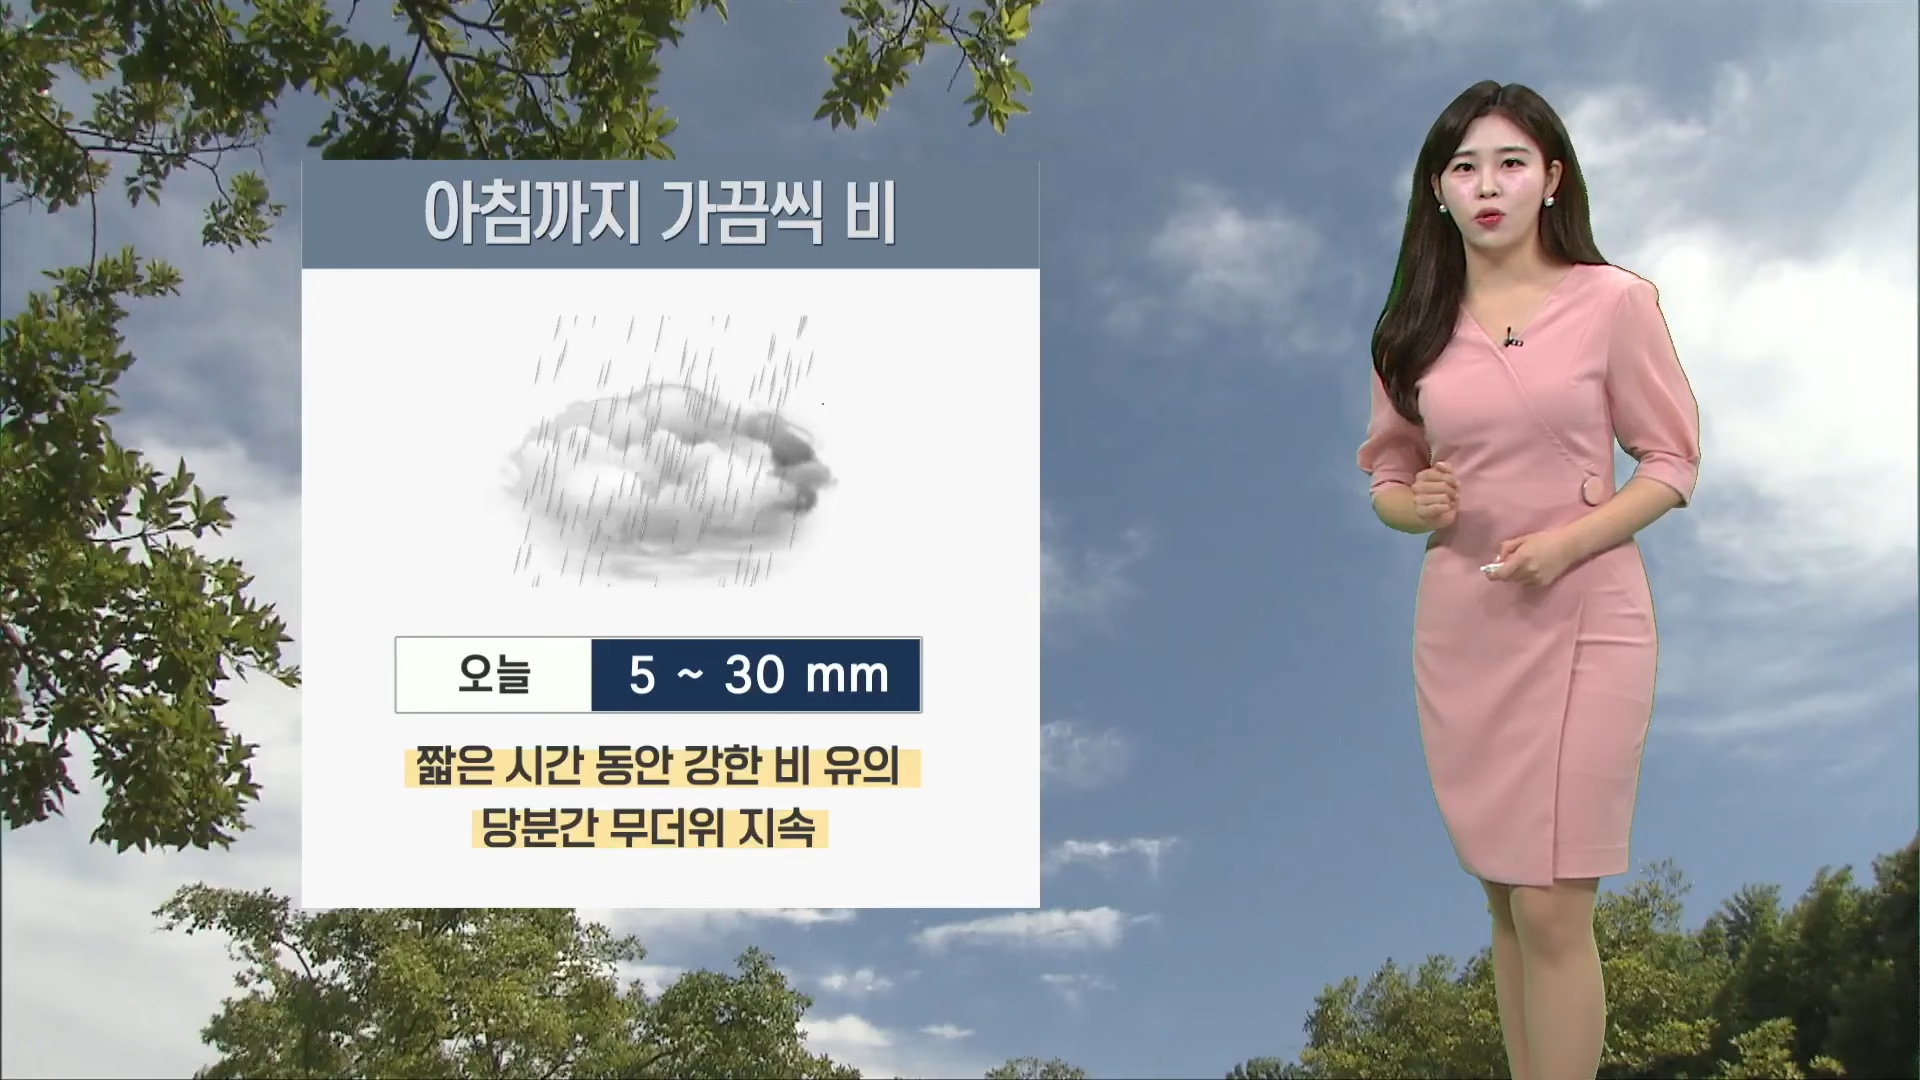 아침까지 가끔씩 비
오늘 5 ~ 30 mm
짧은 시간 동안 강한 비 유의
당분간 무더위 지속